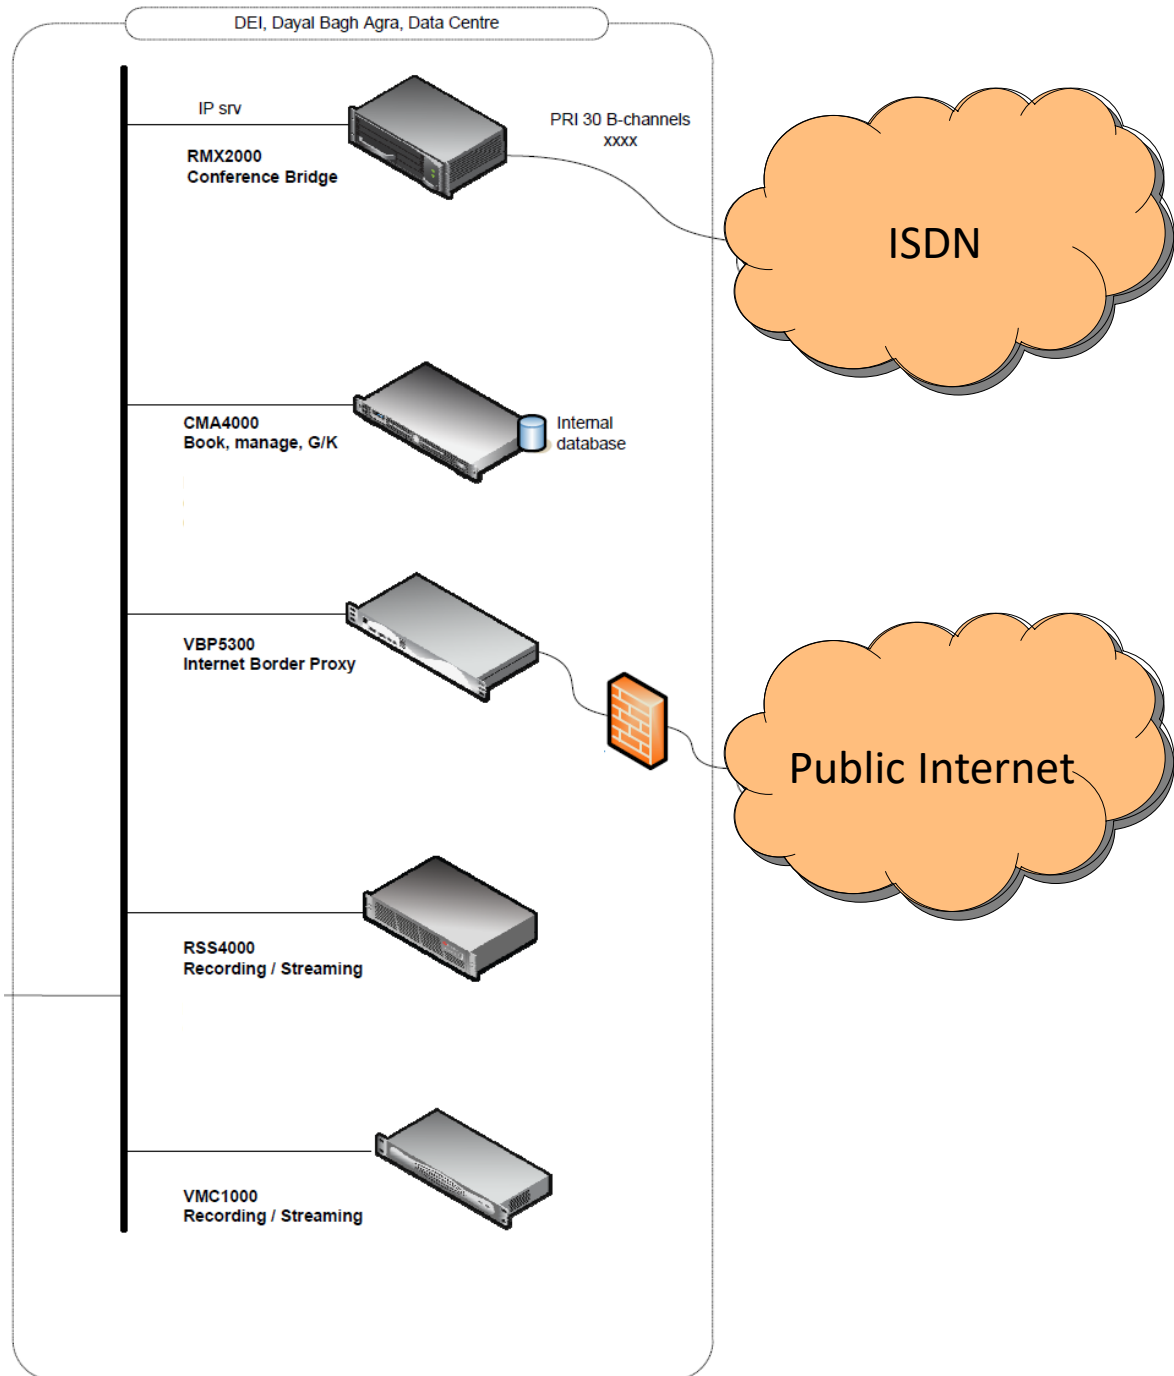 DEI, Dayal Bagh Agra, Data Centre
IP srv
PRI 30 B-channels
xxxx
RMX2000
Conference Bridge
ISDN
CMA4000
Book, manage, G/K
Internal
database
VBP5300
Internet Border Proxy
Public Internet
RSS4000
Recording / Streaming
VMC1000
Recording / Streaming